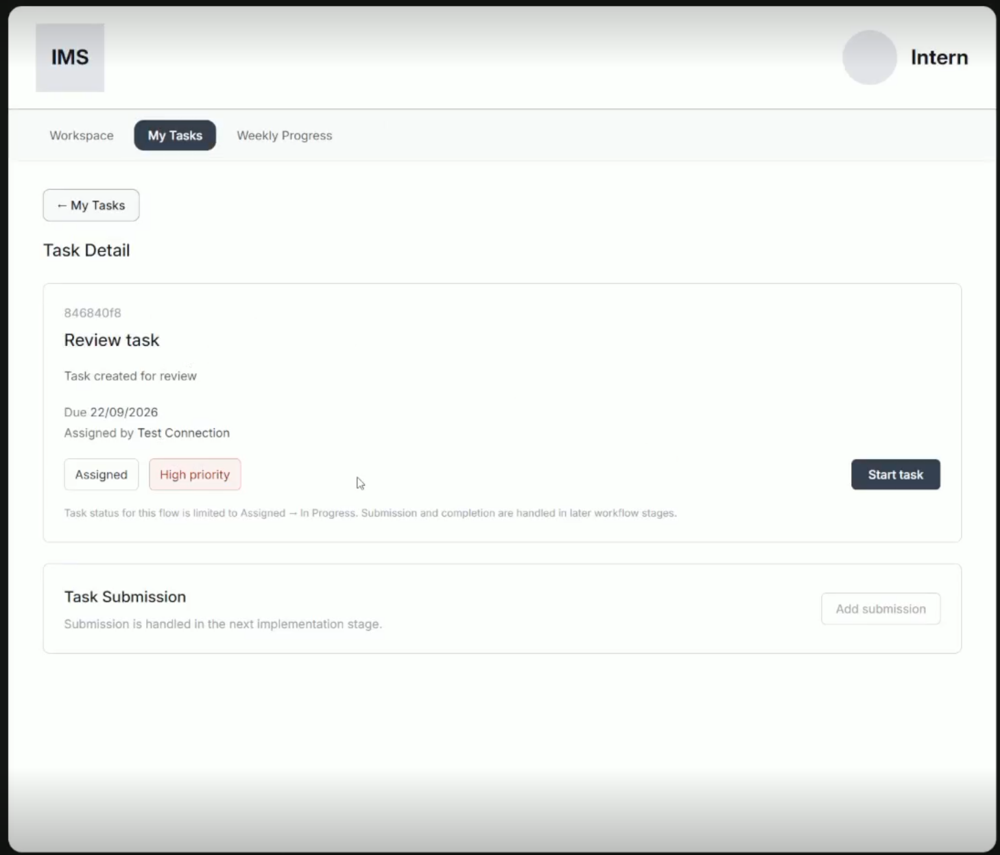 IMS
Intern
Workspace
My Tasks
Weekly Progress
← My Tasks
Task Detail
846840f8
Review task
Task created for review
Due 22/09/2026
Assigned by Test Connection
Assigned
High priority
Start task
Task status for this flow is limited to Assigned → In Progress. Submission and completion are handled in later workflow stages.
Task Submission
Add submission
Submission is handled in the next implementation stage.